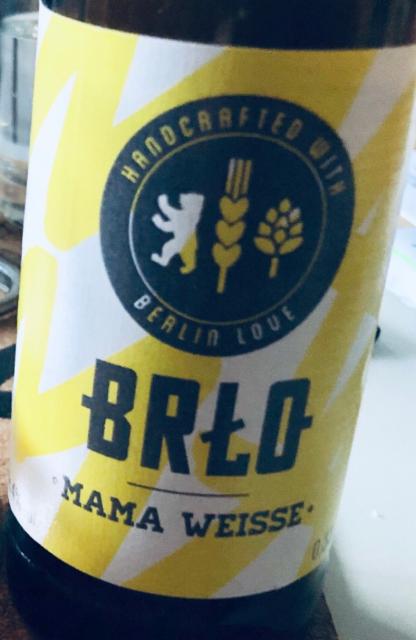 HANDCRAFTED WITH
BERLIN LOVE
BRŁO
MAMA WEISSE